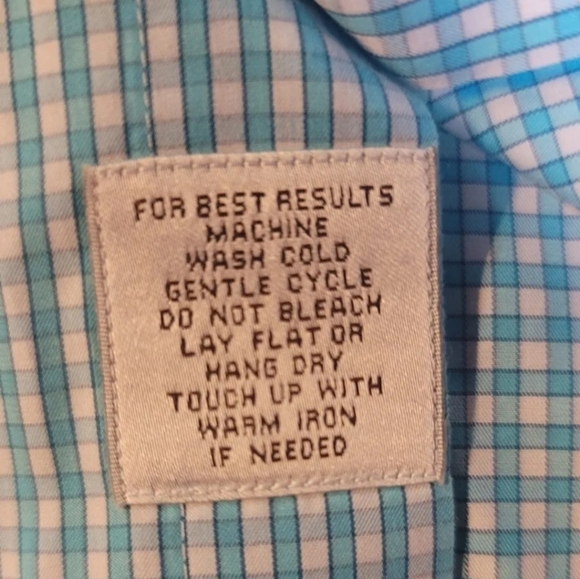 FOR BEST RESULTS
MACHINE
WASH COLD
GENTLE CYCLE
DO NOT BLEACH
LAY FLAT OR
HANG DRY
TOUCH UP WITH
WARM IRON
IF NEEDED